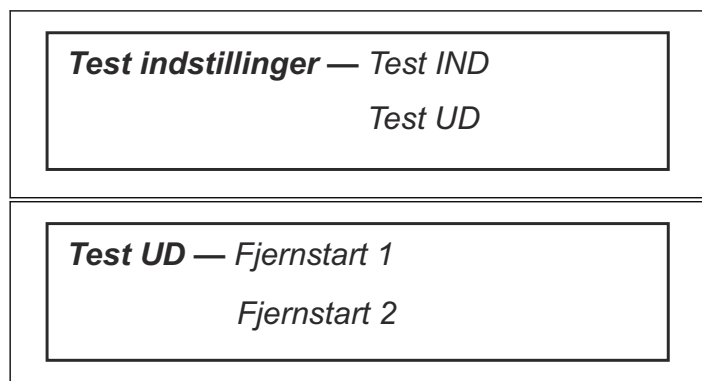 Test indstillinger — Test IND
Test UD
Test UD — Fjernstart 1
Fjernstart 2